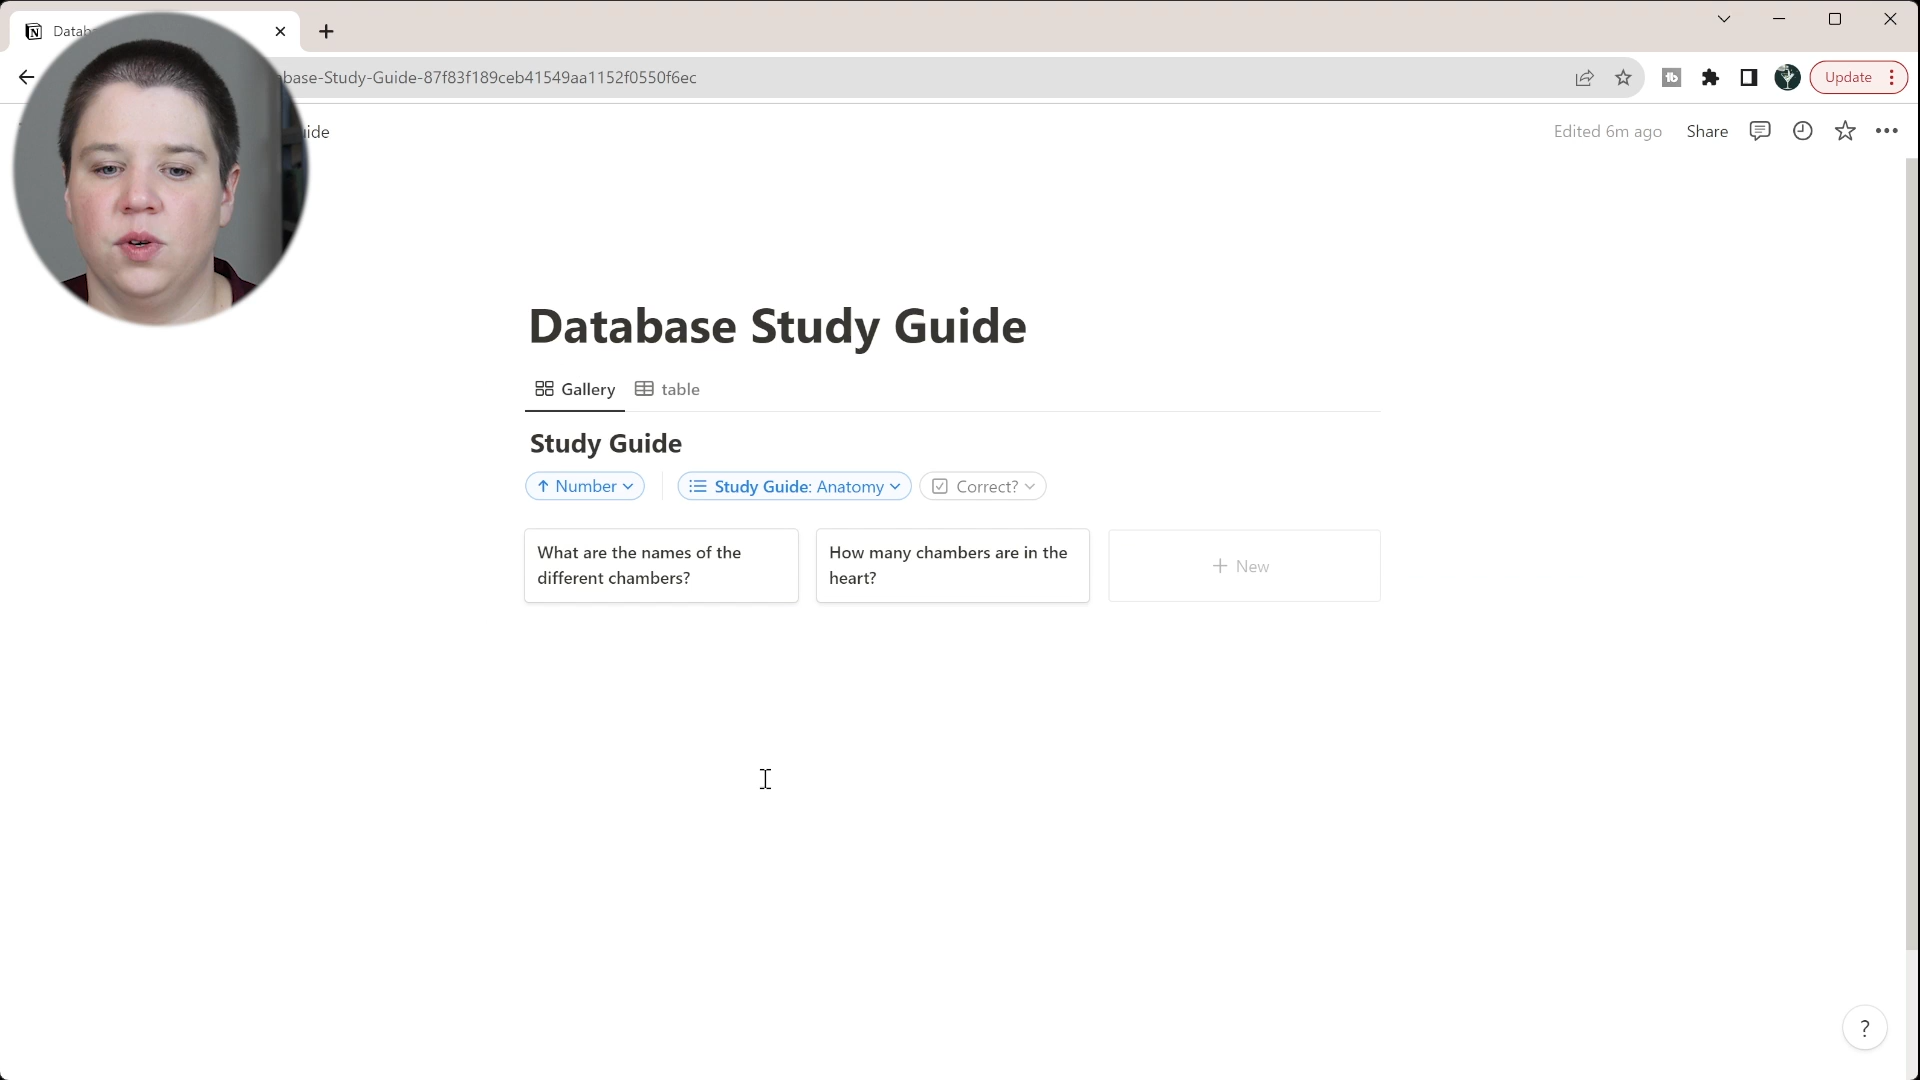 Datab
base-Study-Guide-87f83f189ceb41549aa1152f0550f6ec
Update
uide
Edited 6m ago
Share
Database Study Guide
Gallery
table
Study Guide
Number
Study Guide: Anatomy
Correct?
What are the names of the
different chambers?
How many chambers are in the
heart?
+ New
?